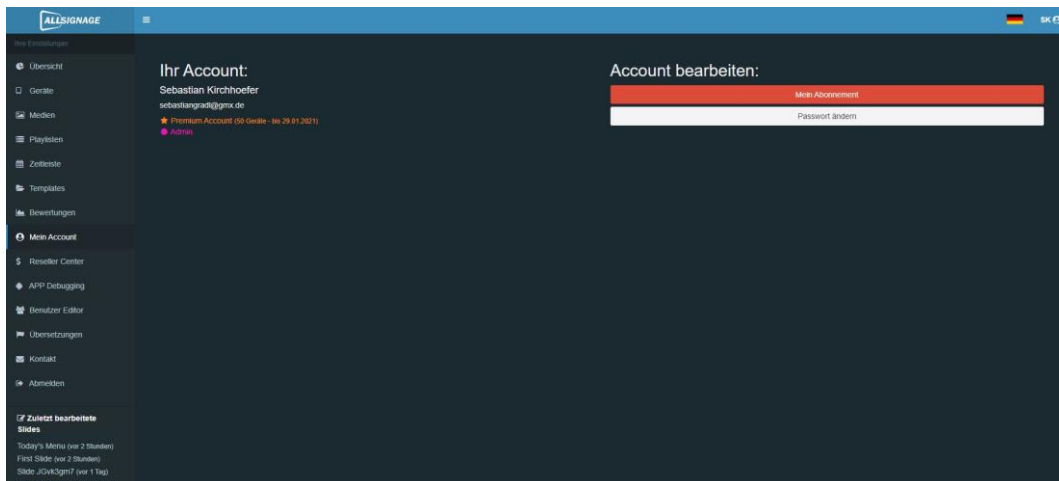 ALLSIGNAGE
SK
Ihre Einstellungen
Übersicht
Geräte
Medien
Playlisten
Zeitleiste
Templates
Bewertungen
Mein Account
$ Reseller Center
APP Debugging
Benutzer Editor
Übersetzungen
Kontakt
Abmelden
Zuletzt bearbeitete
Slides
Today's Menu (vor 2 Stunden)
First Slide (vor 2 Stunden)
Slide JGvk3gm7 (vor 1 Tag)
Ihr Account:
Sebastian Kirchhoefer
sebastiangradl@gmx.de
Premium Account (50 Geräte - bis 29.01.2021)
Admin
Account bearbeiten:
Mein Abonnement
Passwort ändern